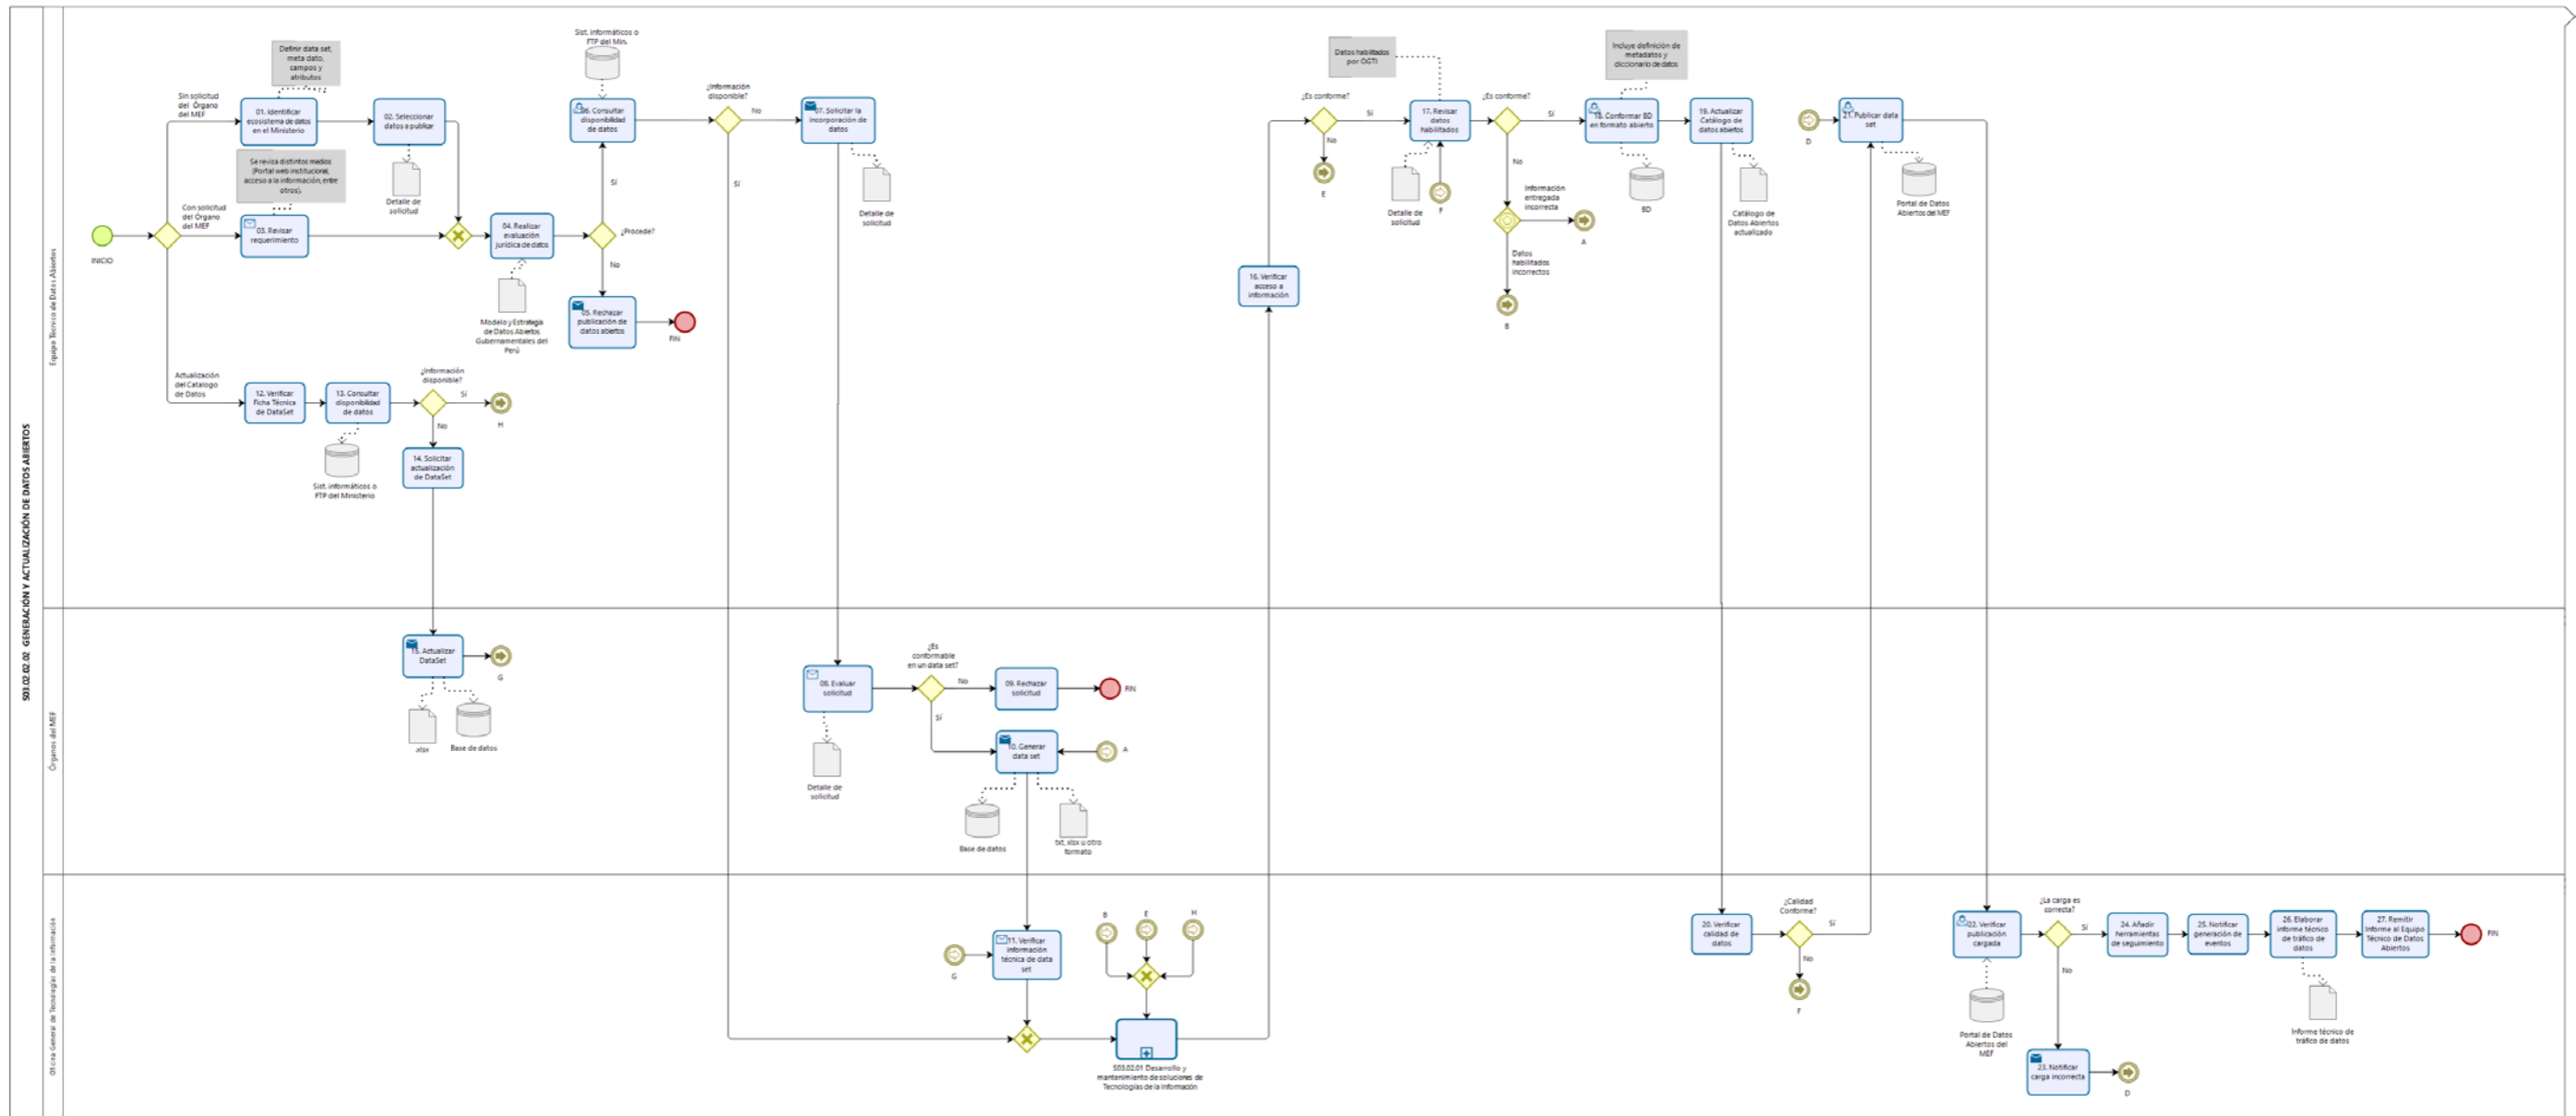 S03.02.02.02 GENERACIÓN Y ACTUALIZACIÓN DE DATOS ABIERTOS
Equipo Técnico de Datos Abiertos
INICIO
Sin solicitud
del Órgano
del MEF
Definir data set,
meta dato,
campos y
atributos
01. Identificar
ecosistema de datos
en el Ministerio
02. Seleccionar
datos a publicar
Detalle de
solicitud
Con solicitud
del Órgano
del MEF
Se revisa distintos medios
(Portal web institucional,
acceso a la información, entre
otros).
03. Revisar
requerimiento
04. Realizar
evaluación
jurídica de datos
Modelo y Estrategia
de Datos Abiertos
Gubernamentales del
Perú
¿Procede?
Sí
No
05. Rechazar
publicación de
datos abiertos
FIN
Sist. informáticos o
FTP del Min.
06. Consultar
disponibilidad
de datos
¿Información
disponible?
No
Sí
07. Solicitar la
incorporación de
datos
Detalle de
solicitud
Actualización
del Catalogo
de Datos
12. Verificar
Ficha Técnica
de DataSet
13. Consultar
disponibilidad
de datos
Sist. informáticos o
FTP del Ministerio
¿Información
disponible?
Sí
H
No
14. Solicitar
actualización
de DataSet
16. Verificar
acceso a
información
¿Es conforme?
Sí
No
E
Datos habilitados
por OGTI
17. Revisar
datos
habilitados
Detalle de
solicitud
F
¿Es conforme?
Sí
No
Información
entregada
incorrecta
A
Datos
habilitados
incorrectos
B
Incluye definición de
metadatos y
diccionario de datos
18. Conformar BD
en formato abierto
BD
19. Actualizar
Catálogo de
datos abiertos
Catálogo de
Datos Abiertos
actualizado
D
21. Publicar data
set
Portal de Datos
Abiertos del MEF
Órganos del MEF
15. Actualizar
DataSet
G
.xlsx
Base de datos
08. Evaluar
solicitud
Detalle de
solicitud
¿Es
conformable
en un data set?
No
09. Rechazar
solicitud
FIN
Sí
10. Generar
data set
A
Base de datos
txt, xlsx u otro
formato
Oficina General de Tecnologías de la Información
G
11. Verificar
información
técnica de data
set
B
E
H
S03.02.01 Desarrollo y
mantenimiento de soluciones de
Tecnologías de la Información
20. Verificar
calidad de
datos
¿Calidad
Conforme?
Sí
No
F
22. Verificar
publicación
cargada
Portal de Datos
Abiertos del
MEF
¿La carga es
correcta?
Sí
No
23. Notificar
carga incorrecta
D
24. Añadir
herramientas
de seguimiento
25. Notificar
generación de
eventos
26. Elaborar
informe técnico
de tráfico de
datos
Informe técnico de
tráfico de datos
27. Remitir
Informe al Equipo
Técnico de Datos
Abiertos
FIN